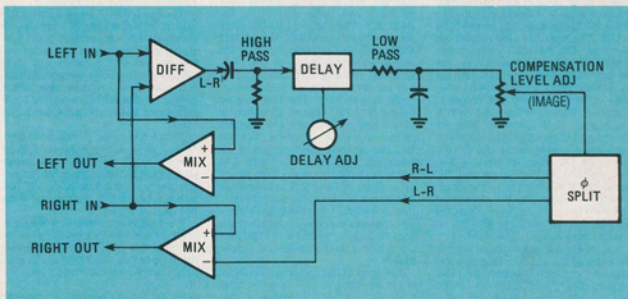 LEFT IN
DIFF
L-R
HIGH
PASS
DELAY
LOW
PASS
COMPENSATION
LEVEL ADJ
(IMAGE)
DELAY ADJ
+
MIX
−
LEFT OUT
R-L
L-R
ϕ
SPLIT
RIGHT IN
+
MIX
−
RIGHT OUT